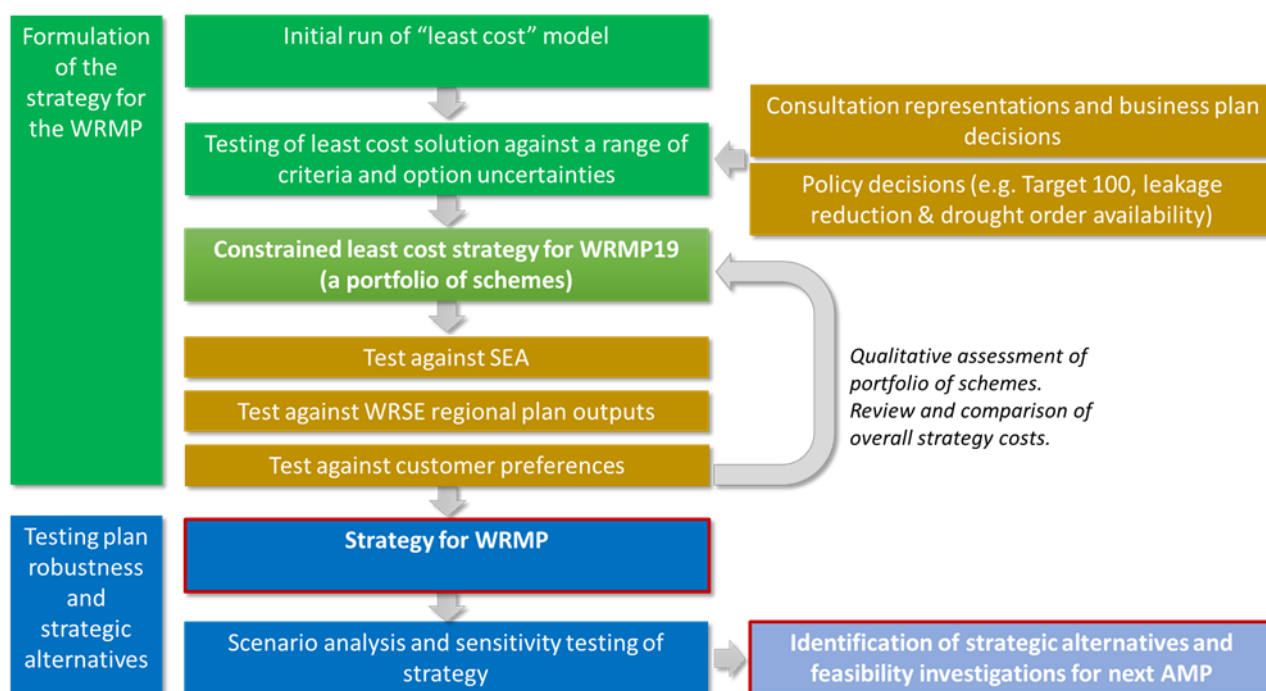 Formulation
of the
strategy for
the WRMP
Initial run of “least cost” model
Testing of least cost solution against a range of
criteria and option uncertainties
Consultation representations and business plan
decisions
Policy decisions (e.g. Target 100, leakage
reduction & drought order availability)
Constrained least cost strategy for WRMP19
(a portfolio of schemes)
Test against SEA
Test against WRSE regional plan outputs
Test against customer preferences
Qualitative assessment of
portfolio of schemes.
Review and comparison of
overall strategy costs.
Testing plan
robustness
and
strategic
alternatives
Strategy for WRMP
Scenario analysis and sensitivity testing of
strategy
Identification of strategic alternatives and
feasibility investigations for next AMP